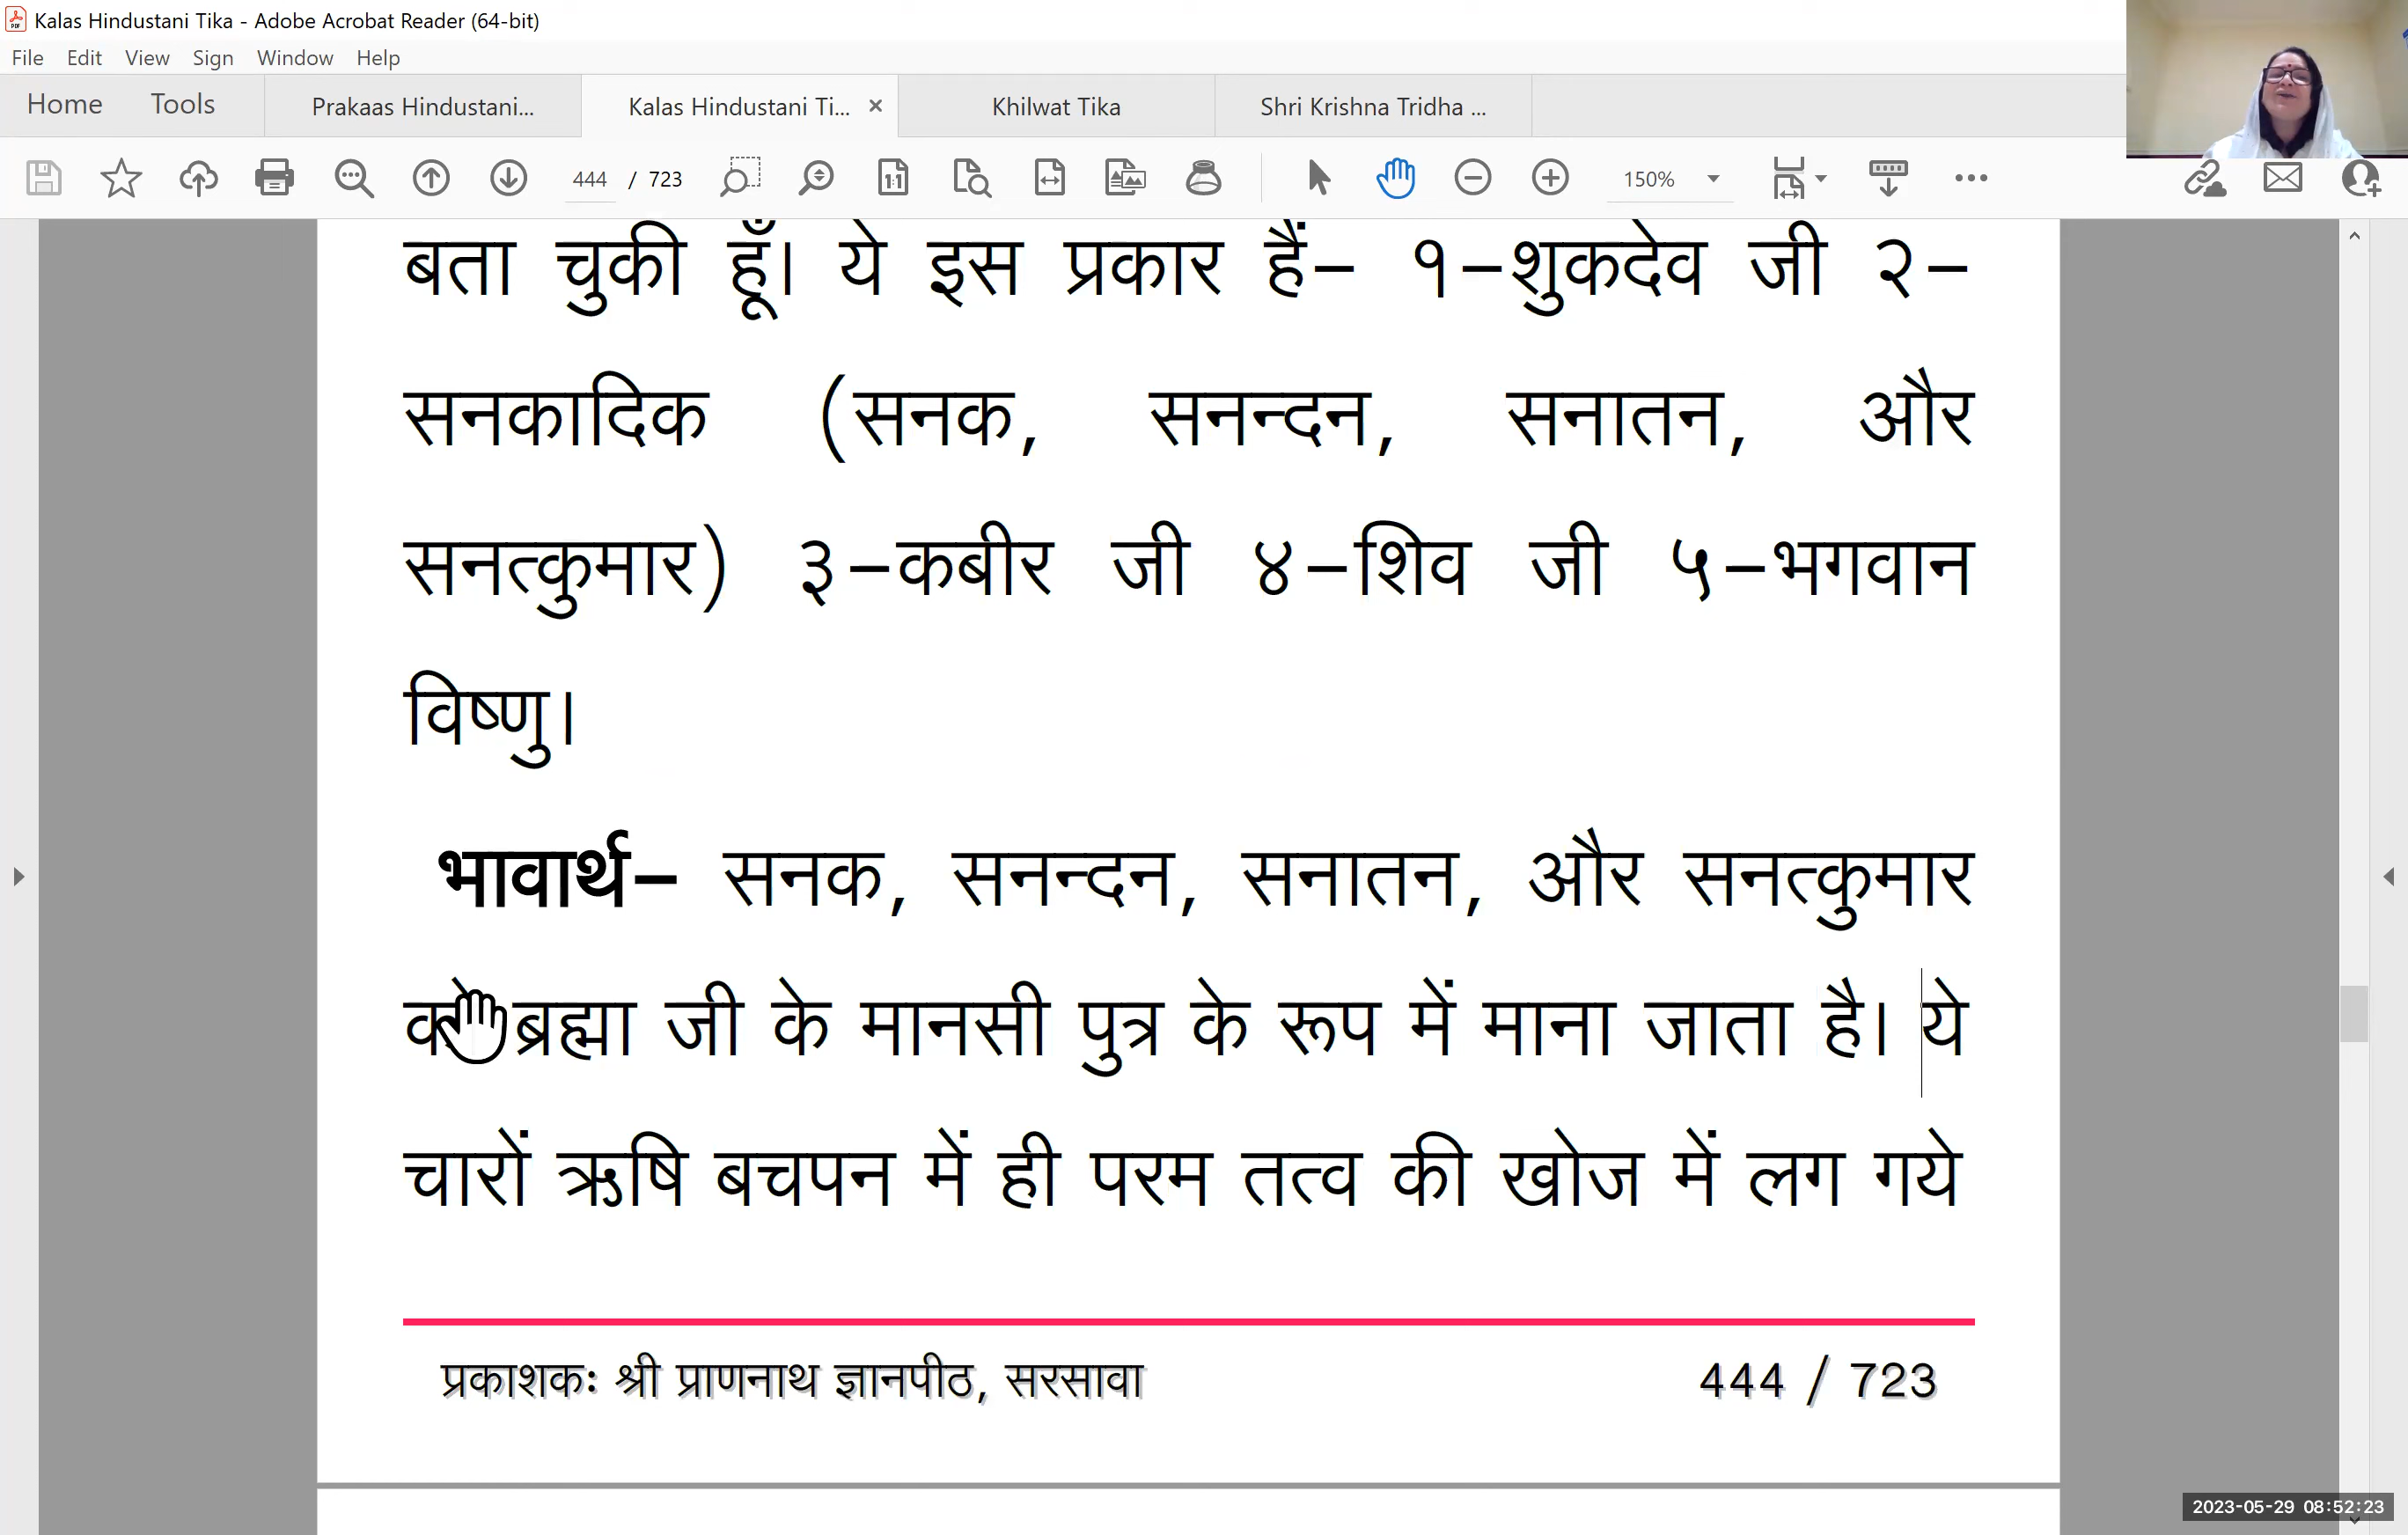 Kalas Hindustani Tika - Adobe Acrobat Reader (64-bit)
File Edit View Sign Window Help
Home Tools Prakaas Hindustani... Kalas Hindustani Ti... × Khilwat Tika Shri Krishna Tridha ...
444 / 723 150%
बता चुकी हूँ। ये इस प्रकार हैं– १–शुकदेव जी २–
सनकादिक (सनक, सनन्दन, सनातन, और
सनत्कुमार) ३–कबीर जी ४–शिव जी ५–भगवान
विष्णु।
भावार्थ– सनक, सनन्दन, सनातन, और सनत्कुमार
को ब्रह्मा जी के मानसी पुत्र के रूप में माना जाता है। ये
चारों ऋषि बचपन में ही परम तत्व की खोज में लग गये
प्रकाशकः श्री प्राणनाथ ज्ञानपीठ, सरसावा 444 / 723
2023-05-29 08:52:23